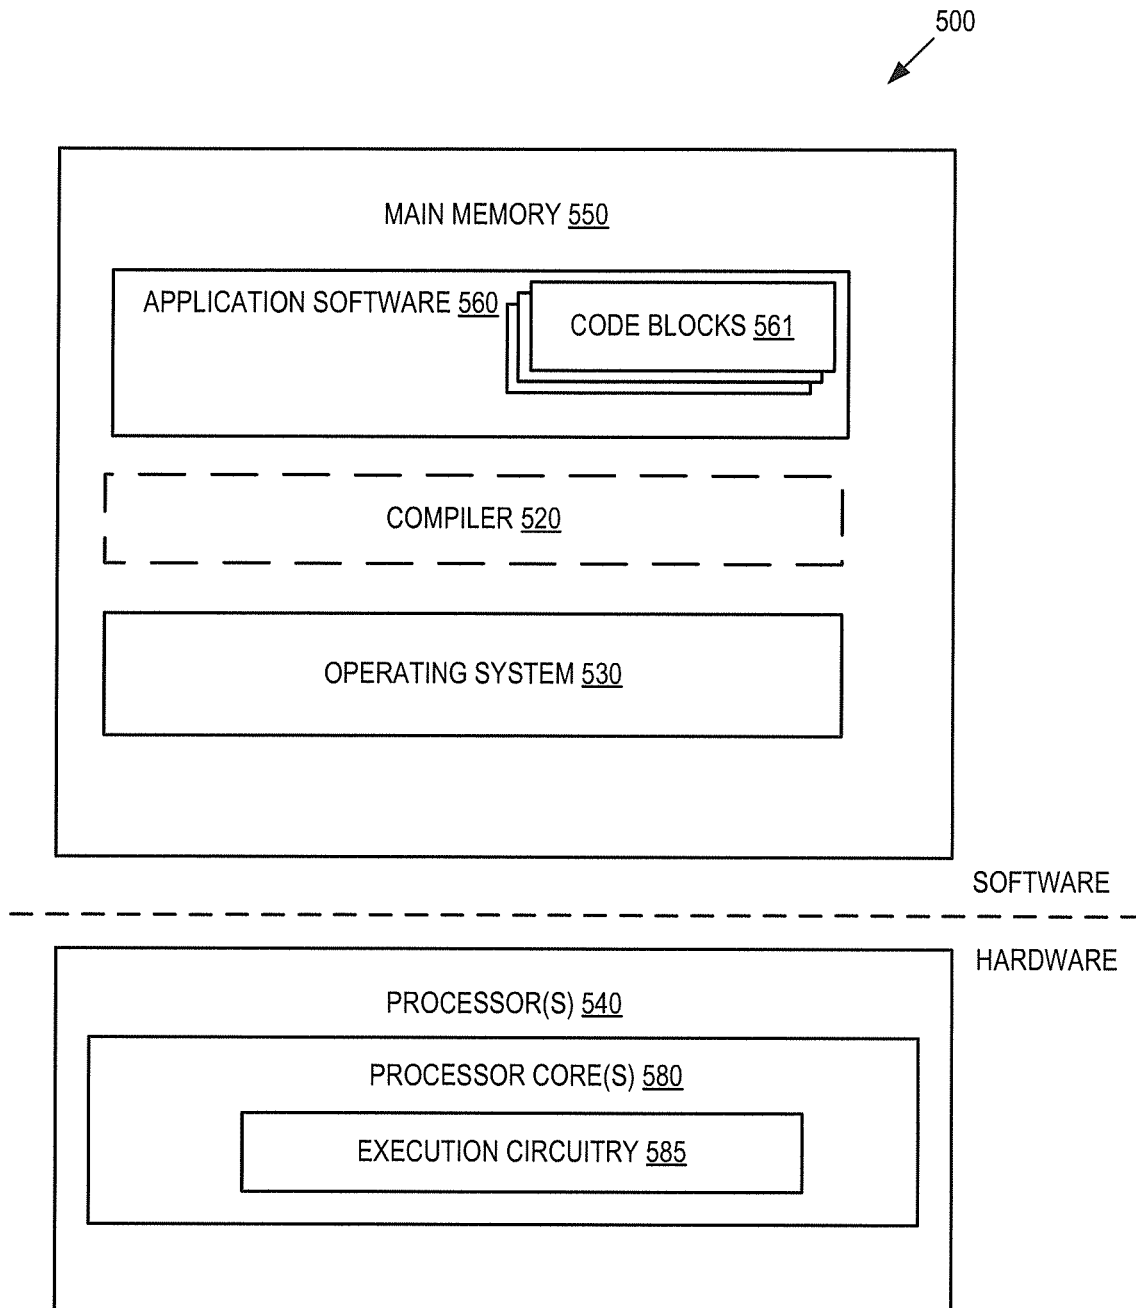 500
MAIN MEMORY 550
APPLICATION SOFTWARE 560
CODE BLOCKS 561
COMPILER 520
OPERATING SYSTEM 530
SOFTWARE
HARDWARE
PROCESSOR(S) 540
PROCESSOR CORE(S) 580
EXECUTION CIRCUITRY 585